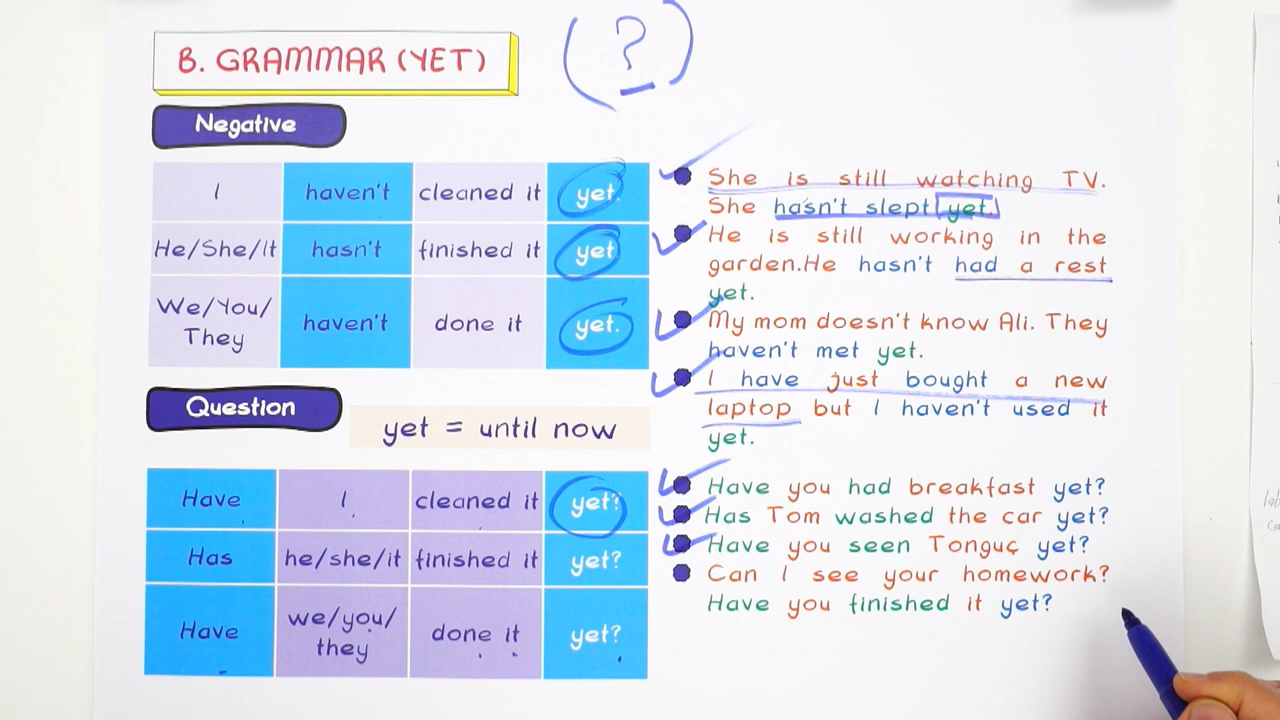 B. GRAMMAR (YET)
(?)
Negative
I haven't cleaned it yet.
He/She/It hasn't finished it yet.
We/You/
They haven't done it yet.
Question
yet = until now
Have I cleaned it yet?
Has he/she/it finished it yet?
Have we/you/
they done it yet?
She is still watching TV.
She hasn't slept yet.
He is still working in the
garden.He hasn't had a rest
yet.
My mom doesn't know Ali. They
haven't met yet.
I have just bought a new
laptop but I haven't used it
yet.
Have you had breakfast yet?
Has Tom washed the car yet?
Have you seen Tonguç yet?
Can I see your homework?
Have you finished it yet?